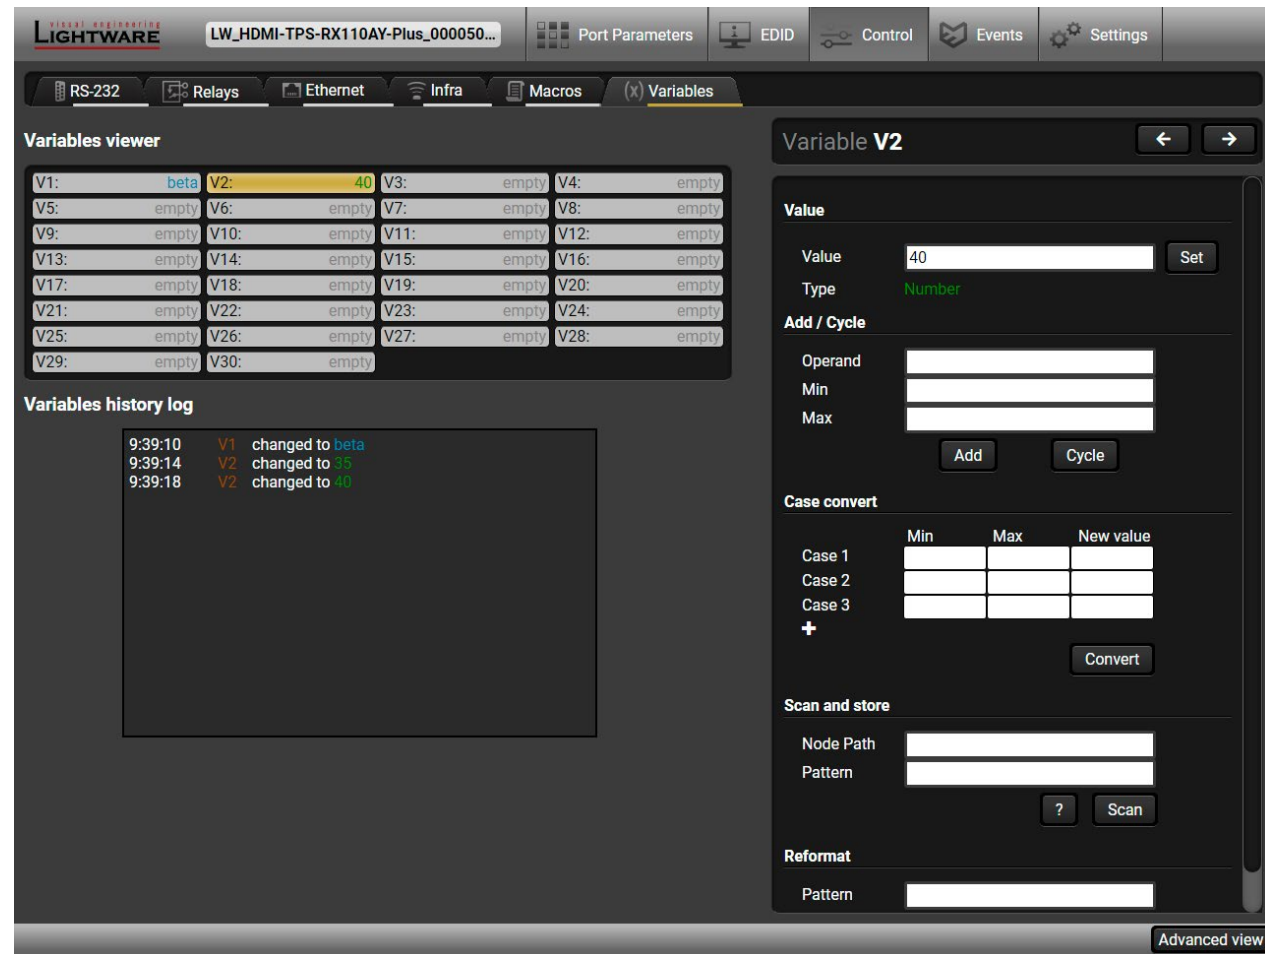 visual engineering
LIGHTWARE
LW_HDMI-TPS-RX110AY-Plus_000050...
Port Parameters
EDID
Control
Events
Settings
RS-232
Relays
Ethernet
Infra
Macros
(x) Variables
Variables viewer
V1: beta V2: 40 V3: empty V4: empty
V5: empty V6: empty V7: empty V8: empty
V9: empty V10: empty V11: empty V12: empty
V13: empty V14: empty V15: empty V16: empty
V17: empty V18: empty V19: empty V20: empty
V21: empty V22: empty V23: empty V24: empty
V25: empty V26: empty V27: empty V28: empty
V29: empty V30: empty
Variables history log
9:39:10 V1 changed to beta
9:39:14 V2 changed to 35
9:39:18 V2 changed to 40
Variable V2
Value
Value 40 Set
Type Number
Add / Cycle
Operand
Min
Max
Add Cycle
Case convert
Min Max New value
Case 1
Case 2
Case 3
Convert
Scan and store
Node Path
Pattern
? Scan
Reformat
Pattern
Advanced view